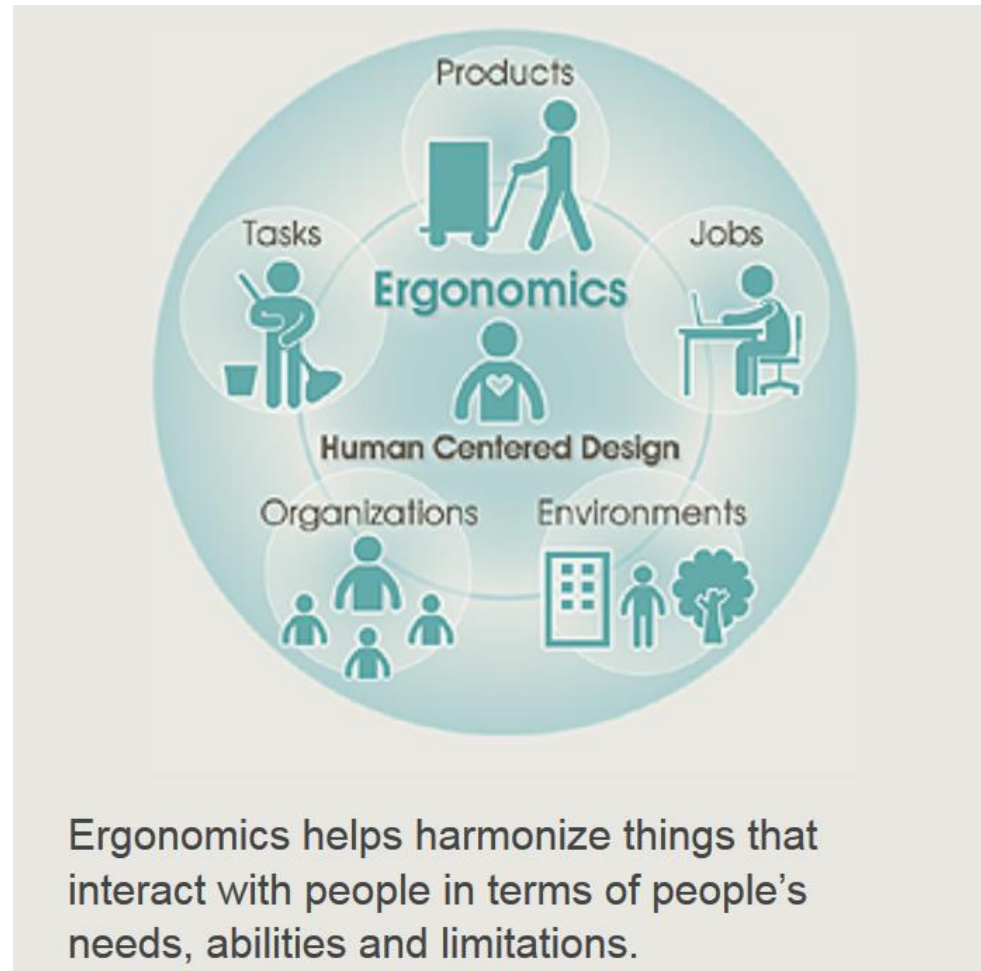 Products
Tasks
Jobs
Ergonomics
Human Centered Design
Organizations
Environments
Ergonomics helps harmonize things that
interact with people in terms of people’s
needs, abilities and limitations.